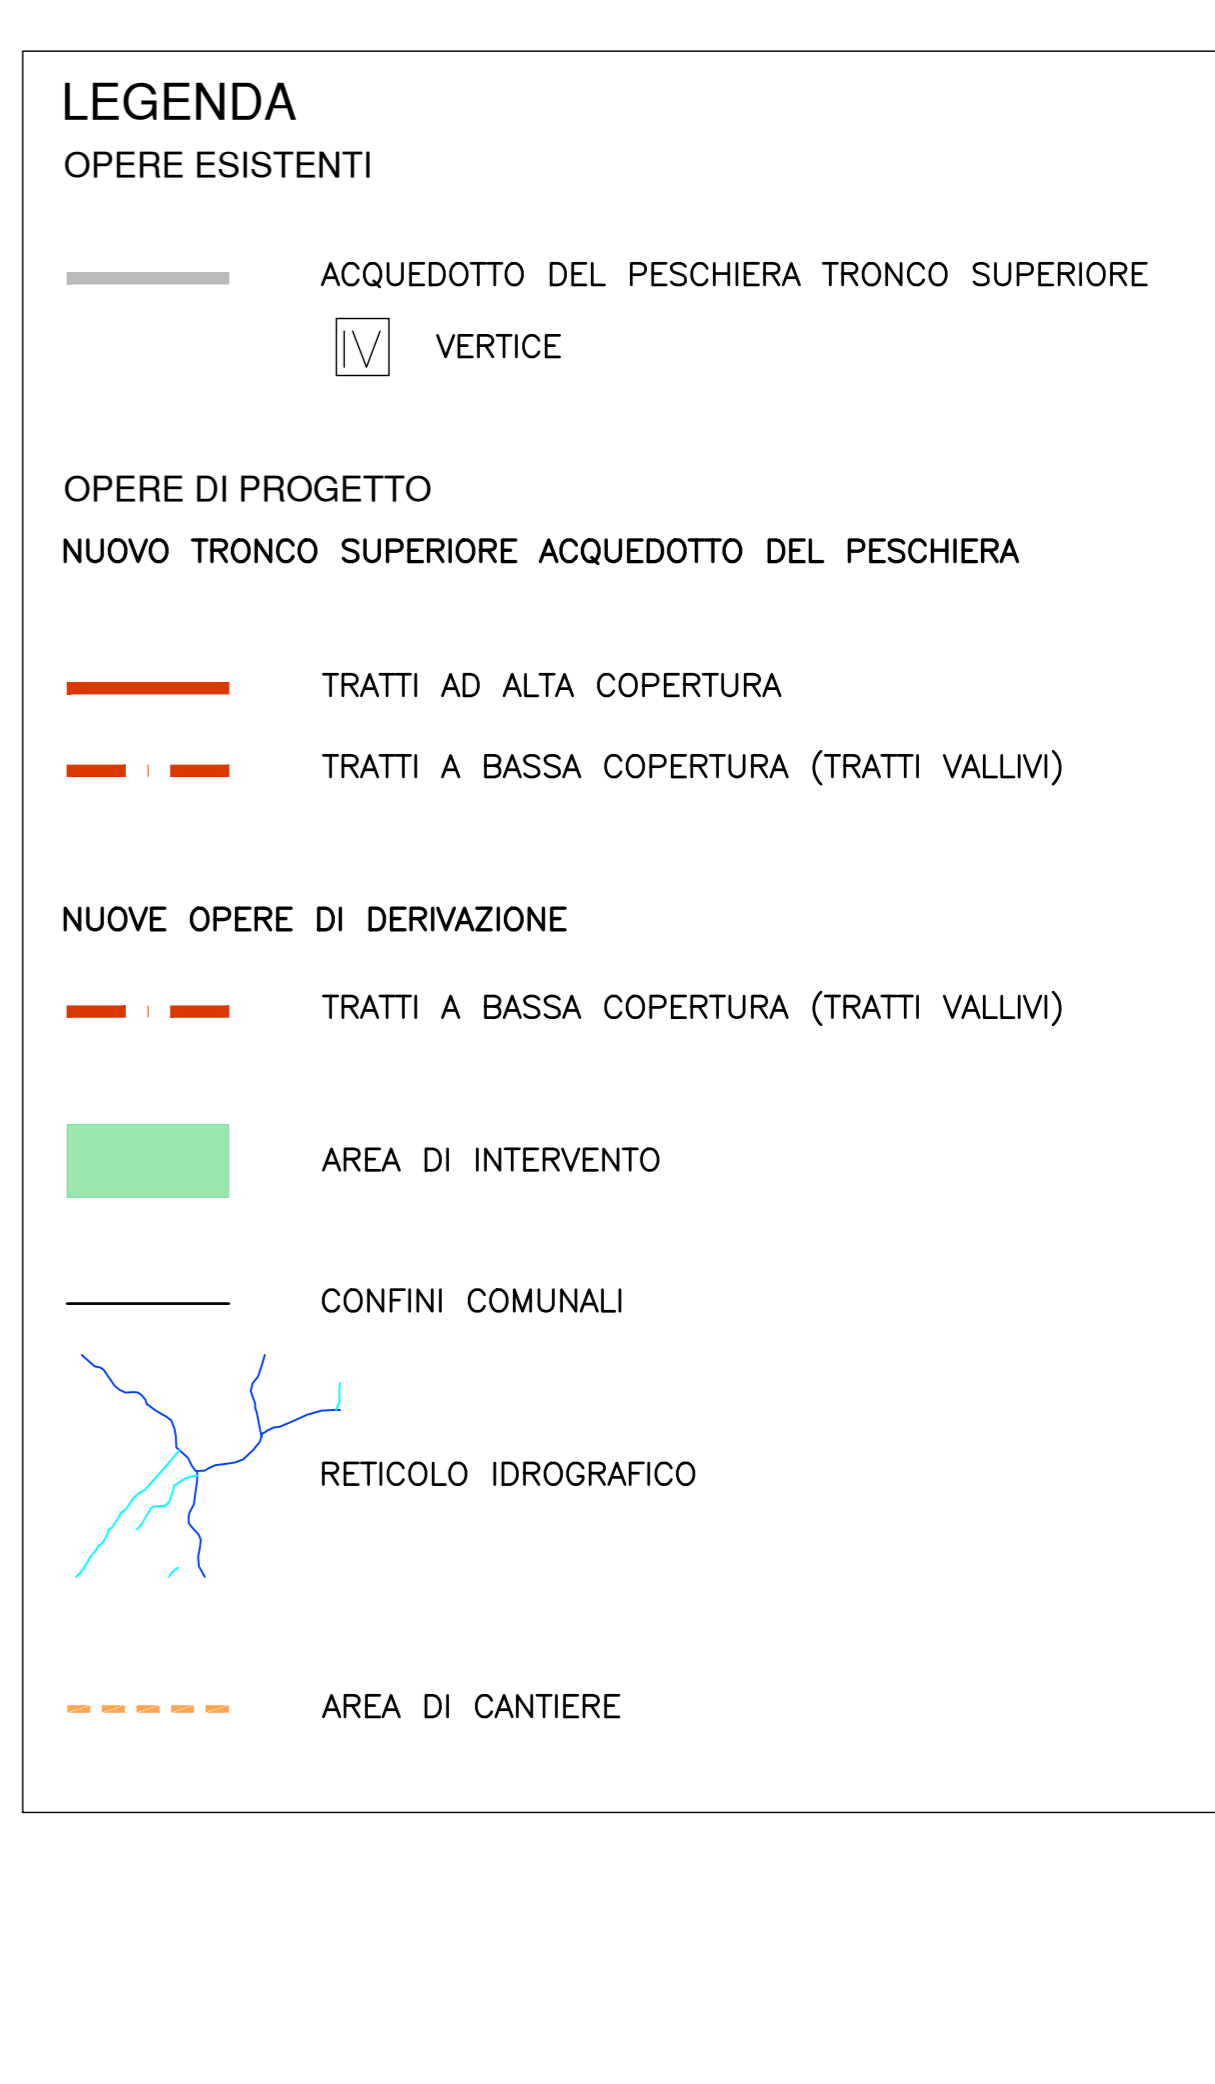 LEGENDA
OPERE ESISTENTI
ACQUEDOTTO DEL PESCHIERA TRONCO SUPERIORE
IV VERTICE
OPERE DI PROGETTO
NUOVO TRONCO SUPERIORE ACQUEDOTTO DEL PESCHIERA
TRATTI AD ALTA COPERTURA
TRATTI A BASSA COPERTURA (TRATTI VALLIVI)
NUOVE OPERE DI DERIVAZIONE
TRATTI A BASSA COPERTURA (TRATTI VALLIVI)
AREA DI INTERVENTO
CONFINI COMUNALI
RETICOLO IDROGRAFICO
AREA DI CANTIERE